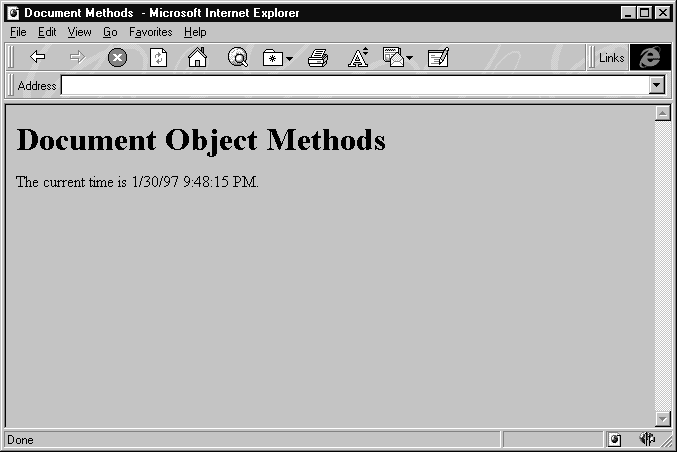 Document Methods - Microsoft Internet Explorer
File Edit View Go Favorites Help
Links
Address
Document Object Methods
The current time is 1/30/97 9:48:15 PM.
Done